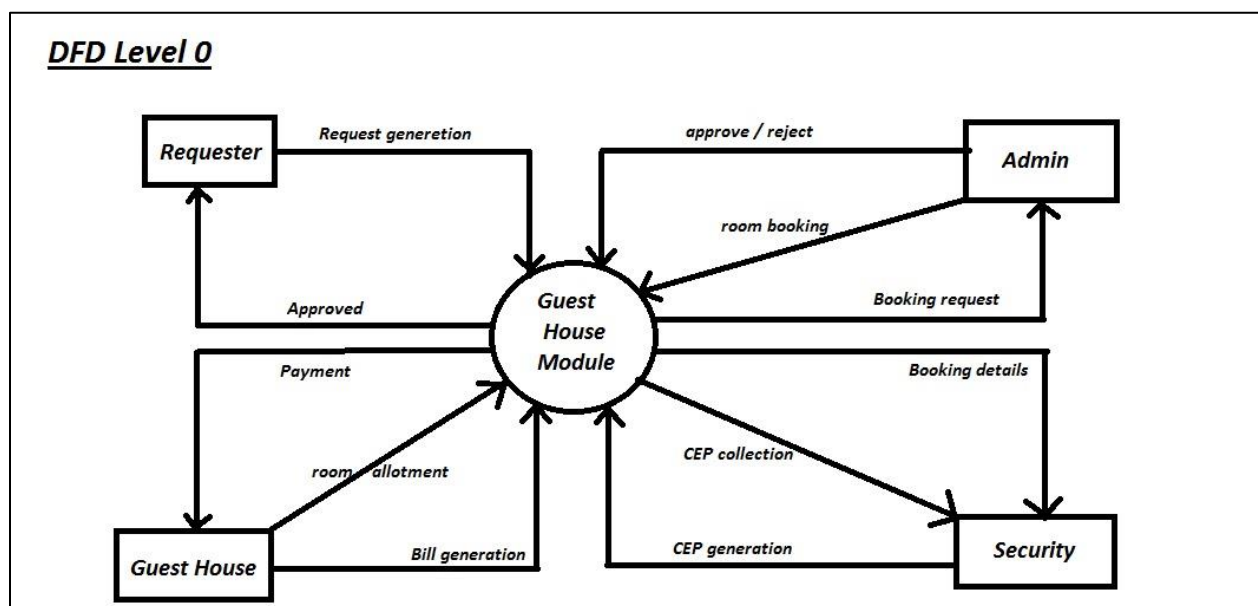 DFD Level 0
Requester
Request generetion
approve / reject
Admin
room booking
Approved
Guest
House
Module
Booking request
Payment
Booking details
room allotment
CEP collection
Guest House
Bill generation
CEP generation
Security